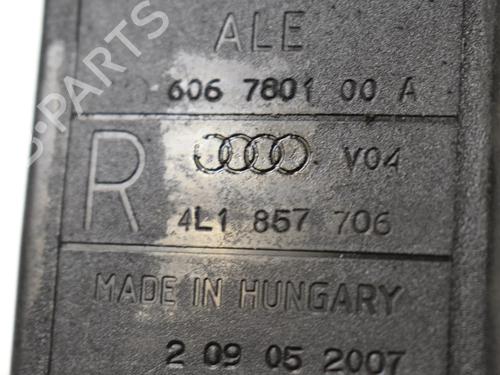 ALE
606 7801 00 A
R V04
4L1 857 706
MADE IN HUNGARY
2 09 05 2007
B-PARTS